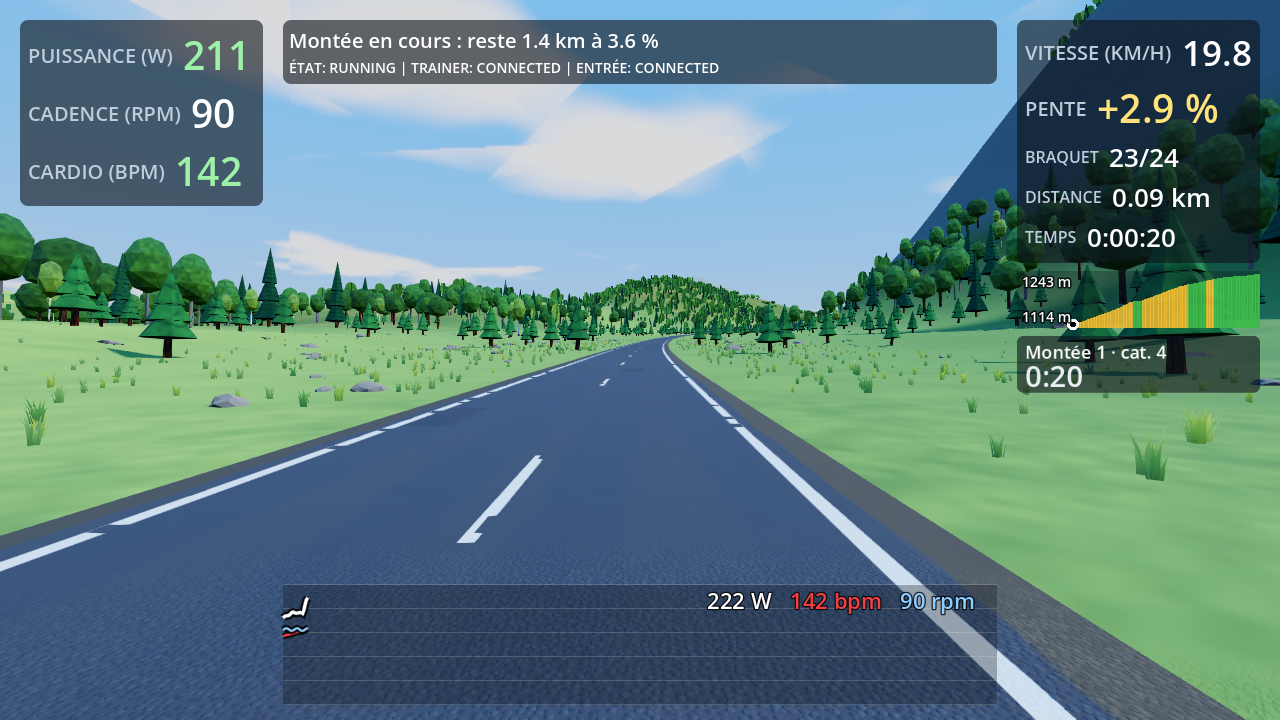 PUISSANCE (W) 211
CADENCE (RPM) 90
CARDIO (BPM) 142
Montée en cours : reste 1.4 km à 3.6 %
ÉTAT: RUNNING | TRAINER: CONNECTED | ENTRÉE: CONNECTED
VITESSE (KM/H) 19.8
PENTE +2.9 %
BRAQUET 23/24
DISTANCE 0.09 km
TEMPS 0:00:20
1243 m
1114 m
Montée 1 · cat. 4
0:20
222 W 142 bpm 90 rpm